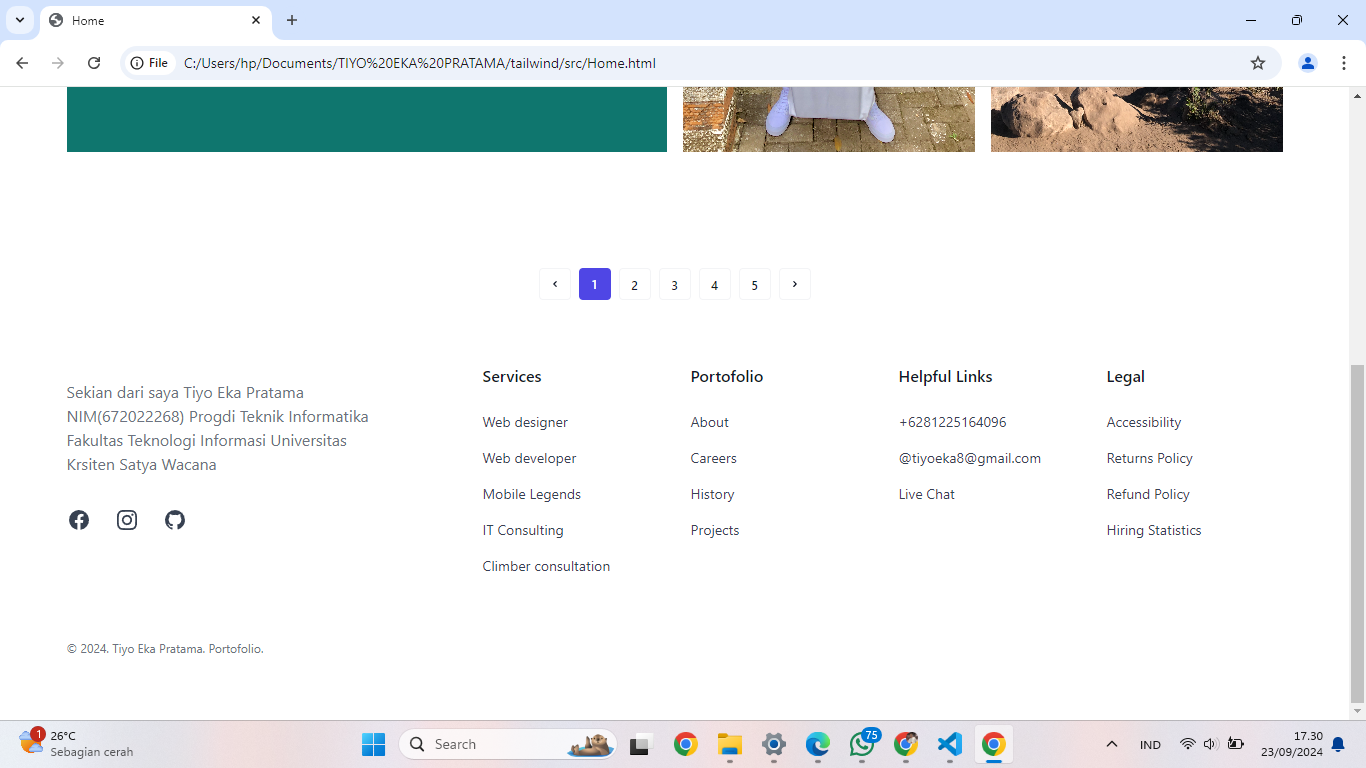 Home
File
C:/Users/hp/Documents/TIYO%20EKA%20PRATAMA/tailwind/src/Home.html
1 2 3 4 5
Sekian dari saya Tiyo Eka Pratama
NIM(672022268) Progdi Teknik Informatika
Fakultas Teknologi Informasi Universitas
Krsiten Satya Wacana
Services
Web designer
Web developer
Mobile Legends
IT Consulting
Climber consultation
Portofolio
About
Careers
History
Projects
Helpful Links
+6281225164096
@tiyoeka8@gmail.com
Live Chat
Legal
Accessibility
Returns Policy
Refund Policy
Hiring Statistics
© 2024. Tiyo Eka Pratama. Portofolio.
1
26°C
Sebagian cerah
Search
75
IND
17.30
23/09/2024